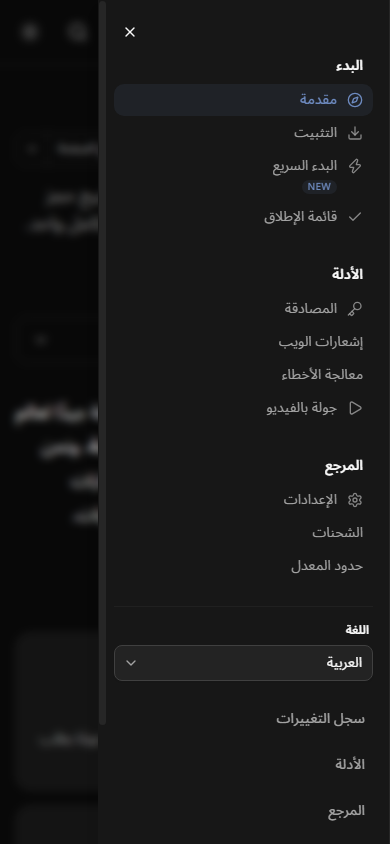 البدء
مقدمة
التثبيت
البدء السريع
NEW
قائمة الإطلاق
الأدلة
المصادقة
إشعارات الويب
معالجة الأخطاء
جولة بالفيديو
المرجع
الإعدادات
الشحنات
حدود المعدل
اللغة
العربية
سجل التغييرات
الأدلة
المرجع